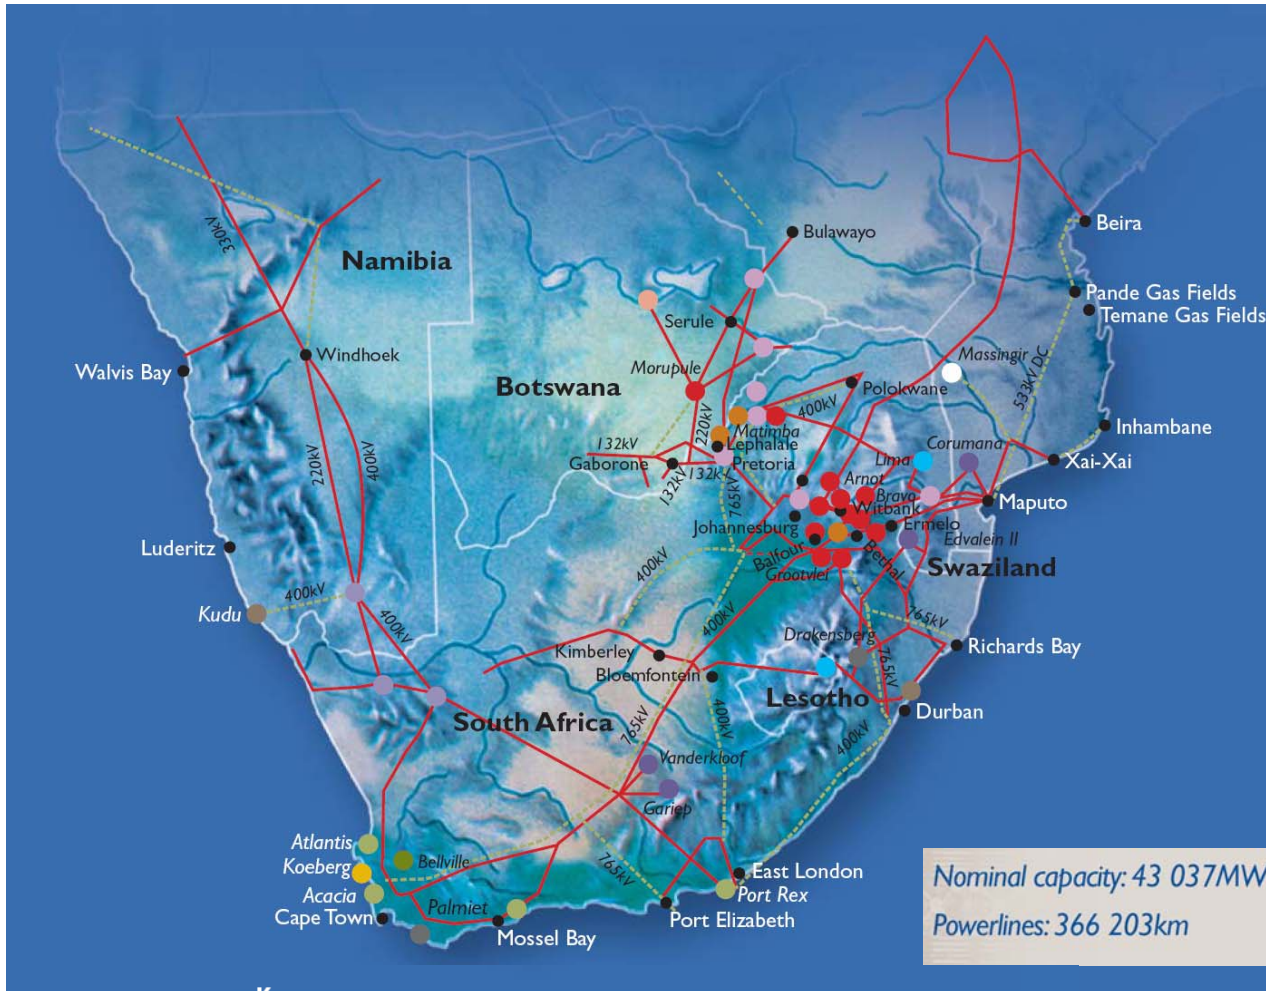 Beira
330kV
Bulawayo
Namibia
Pande Gas Fields
Temane Gas Fields
Serule
Windhoek
Massingir
Walvis Bay
Morupule
Botswana
533kV DC
Polokwane
400kV
220kV
Matimba
Inhambane
132kV
Lephalale
Corumana
Gaborone
132kV
Pretoria
Lima
Xai-Xai
220kV
400kV
132kV
765kV
Arnot
Bravo
Maputo
Witbank
Johannesburg
Ermelo
Edvalein II
Luderitz
Balfour
Bethal
Grootvlei
Swaziland
400kV
400kV
Kudu
400kV
400kV
765kV
Drakensberg
Richards Bay
Kimberley
Bloemfontein
765kV
Lesotho
South Africa
765kV
400kV
Durban
400kV
Vanderkloof
Gariep
Atlantis
Koeberg
Bellville
765kV
East London
Acacia
Port Rex
Palmiet
Cape Town
Port Elizabeth
Mossel Bay
Nominal capacity: 43 037MW
Powerlines: 366 203km